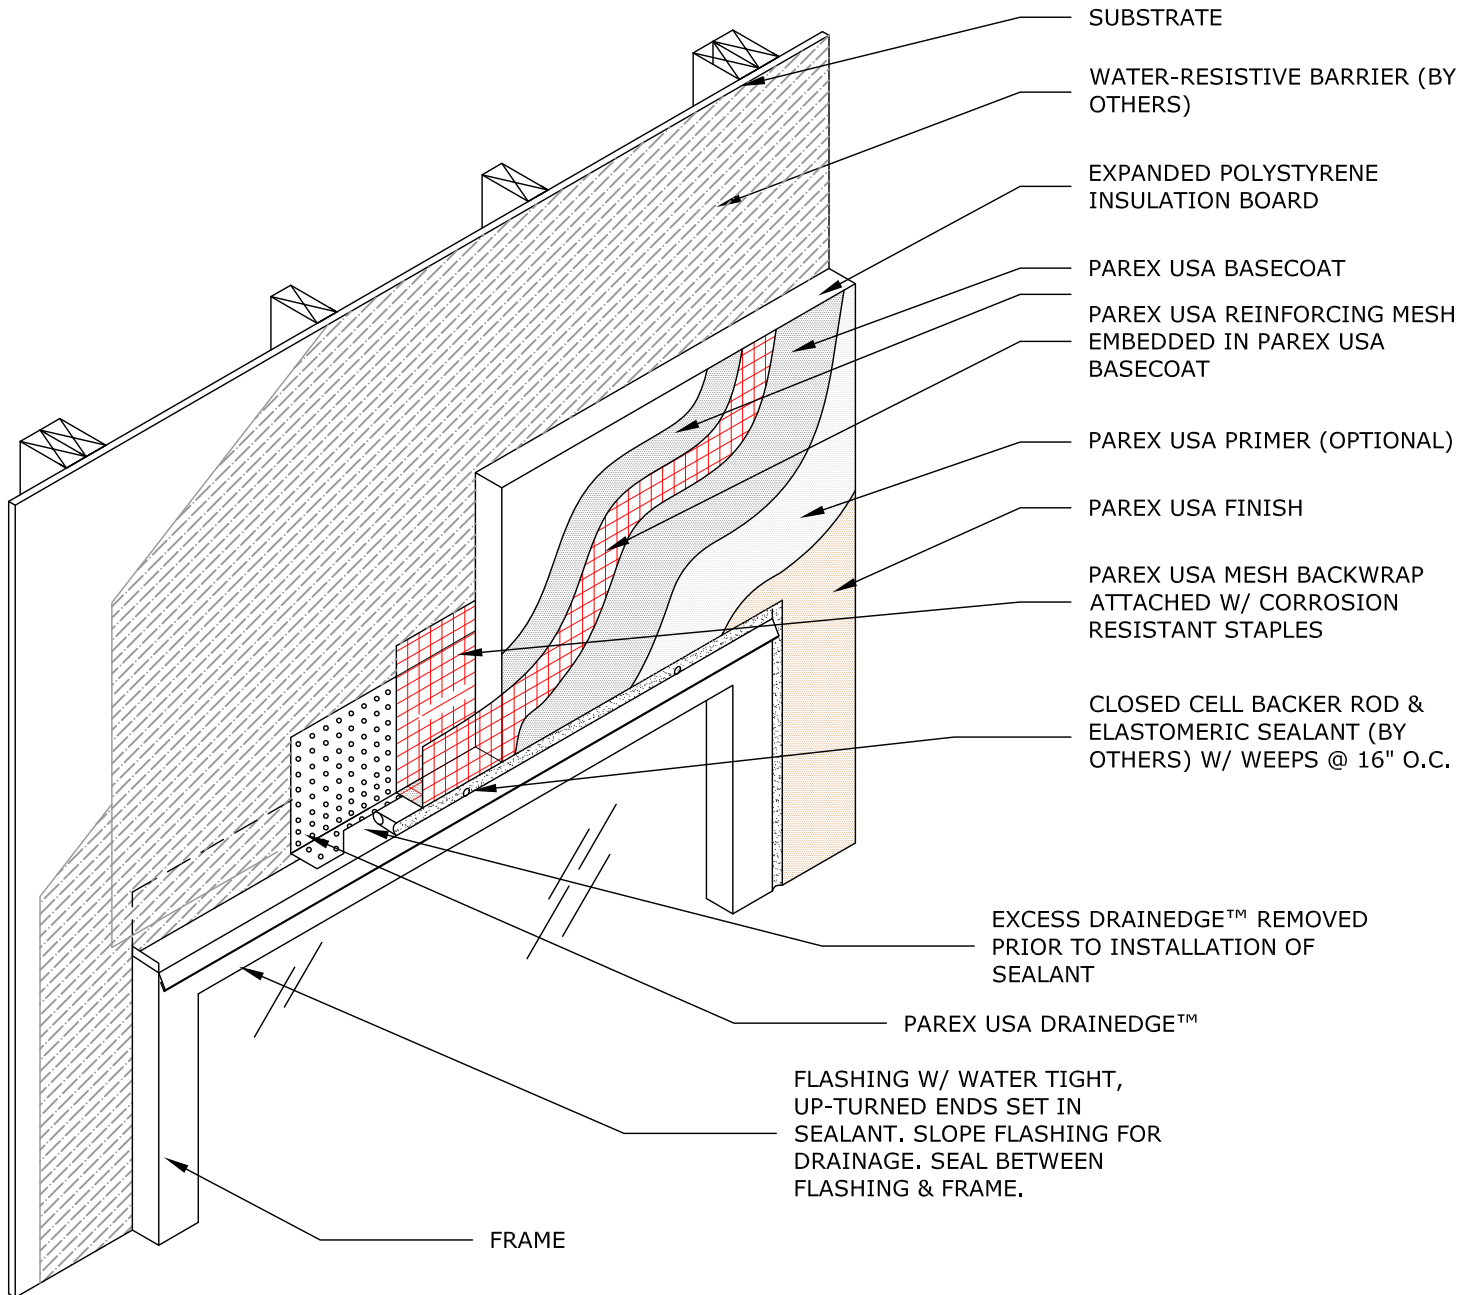 SUBSTRATE
WATER-RESISTIVE BARRIER (BY
OTHERS)
EXPANDED POLYSTYRENE
INSULATION BOARD
PAREX USA BASECOAT
PAREX USA REINFORCING MESH
EMBEDDED IN PAREX USA
BASECOAT
PAREX USA PRIMER (OPTIONAL)
PAREX USA FINISH
PAREX USA MESH BACKWRAP
ATTACHED W/ CORROSION
RESISTANT STAPLES
CLOSED CELL BACKER ROD &
ELASTOMERIC SEALANT (BY
OTHERS) W/ WEEPS @ 16" O.C.
EXCESS DRAINEDGE™ REMOVED
PRIOR TO INSTALLATION OF
SEALANT
PAREX USA DRAINEDGE™
FLASHING W/ WATER TIGHT,
UP-TURNED ENDS SET IN
SEALANT. SLOPE FLASHING FOR
DRAINAGE. SEAL BETWEEN
FLASHING & FRAME.
FRAME